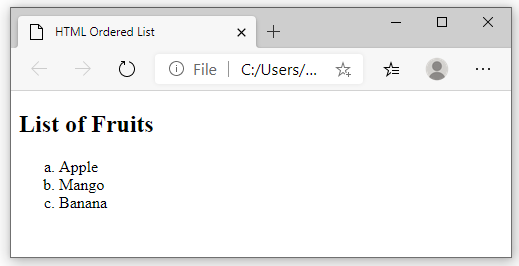 HTML Ordered List
File | C:/Users/...
List of Fruits
a. Apple
b. Mango
c. Banana